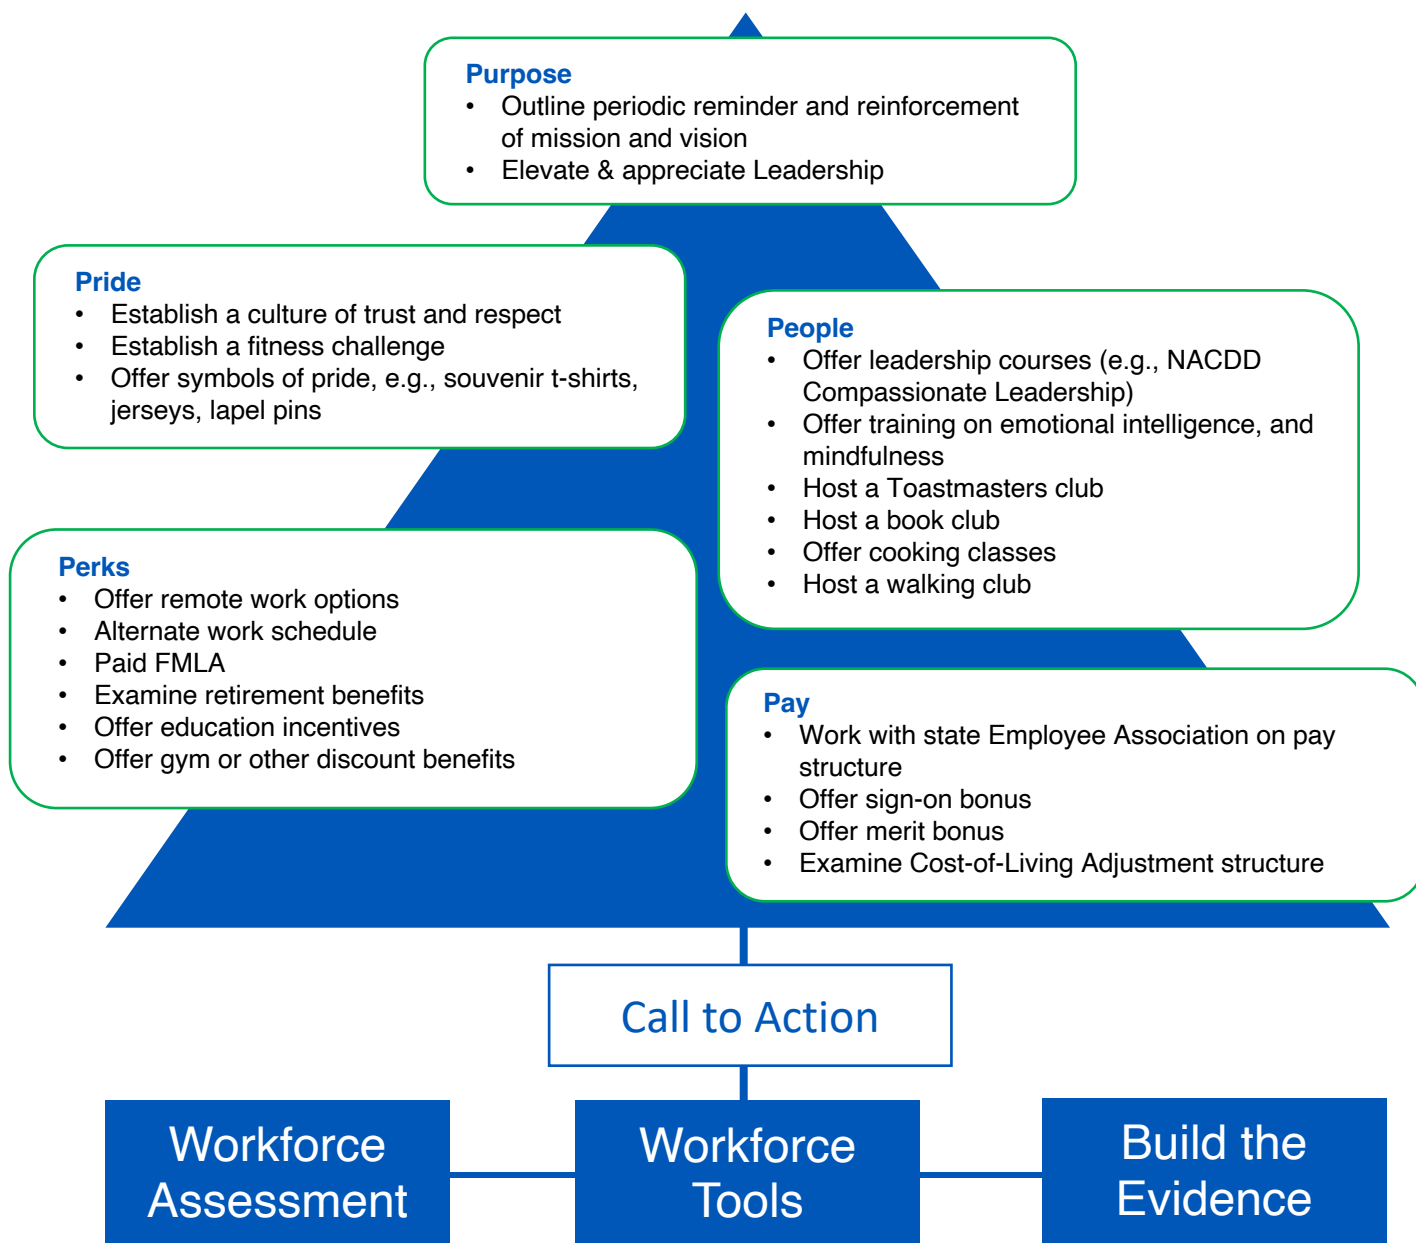 Purpose
• Outline periodic reminder and reinforcement
of mission and vision
• Elevate & appreciate Leadership
Pride
• Establish a culture of trust and respect
• Establish a fitness challenge
• Offer symbols of pride, e.g., souvenir t-shirts,
jerseys, lapel pins
People
• Offer leadership courses (e.g., NACDD
Compassionate Leadership)
• Offer training on emotional intelligence, and
mindfulness
• Host a Toastmasters club
• Host a book club
• Offer cooking classes
• Host a walking club
Perks
• Offer remote work options
• Alternate work schedule
• Paid FMLA
• Examine retirement benefits
• Offer education incentives
• Offer gym or other discount benefits
Pay
• Work with state Employee Association on pay
structure
• Offer sign-on bonus
• Offer merit bonus
• Examine Cost-of-Living Adjustment structure
Call to Action
Workforce
Assessment
Workforce
Tools
Build the
Evidence